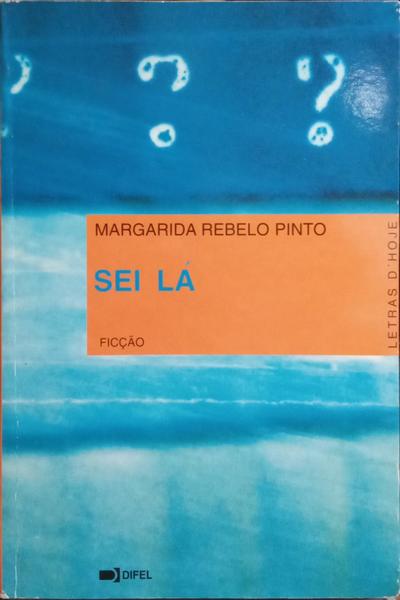 ? ? ?
MARGARIDA REBELO PINTO
SEI LÁ
FICÇÃO
LETRAS D'HOJE
DIFEL